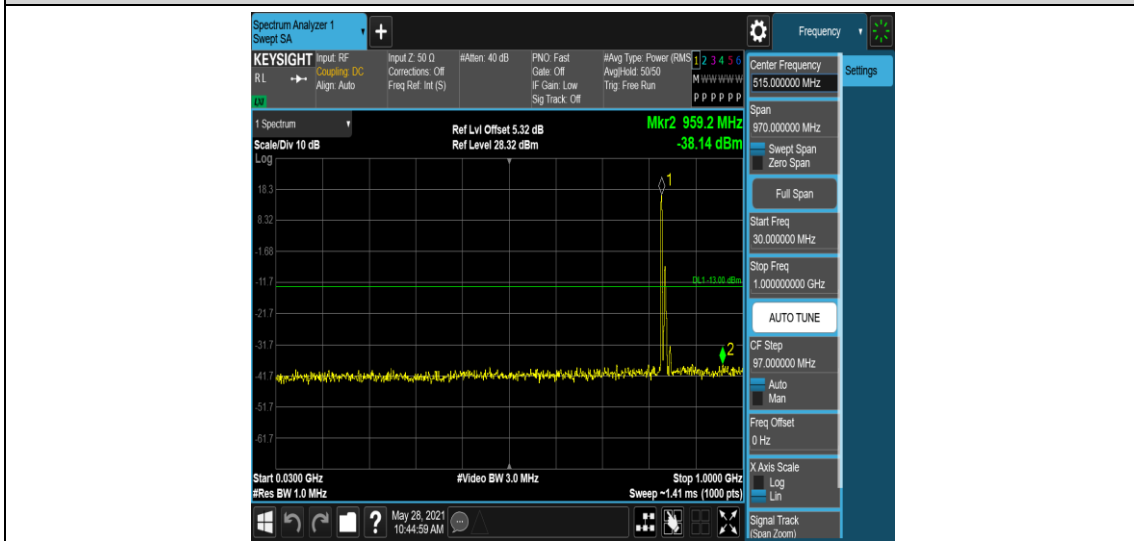 Spectrum Analyzer 1
Swept SA
+
Frequency
KEYSIGHT
RL
LXI
Input: RF
Coupling: DC
Align: Auto
Input Z: 50 Ω
Corrections: Off
Freq Ref: Int (S)
#Atten: 40 dB
PNO: Fast
Gate: Off
IF Gain: Low
Sig Track: Off
#Avg Type: Power (RMS
Avg|Hold: 50/50
Trig: Free Run
1 2 3 4 5 6
M W W W W W
P P P P P P
1 Spectrum
Scale/Div 10 dB
Ref Lvl Offset 5.32 dB
Ref Level 28.32 dBm
Mkr2 959.2 MHz
-38.14 dBm
Log
18.3
8.32
-1.68
-11.7
-21.7
-31.7
-41.7
-51.7
-61.7
1
DL1 -13.00 dBm
2
Start 0.0300 GHz
#Res BW 1.0 MHz
#Video BW 3.0 MHz
Stop 1.0000 GHz
Sweep ~1.41 ms (1000 pts)
?
May 28, 2021
10:44:59 AM
Center Frequency
515.000000 MHz
Settings
Span
970.000000 MHz
Swept Span
Zero Span
Full Span
Start Freq
30.000000 MHz
Stop Freq
1.000000000 GHz
AUTO TUNE
CF Step
97.000000 MHz
Auto
Man
Freq Offset
0 Hz
X Axis Scale
Log
Lin
Signal Track
(Span Zoom)